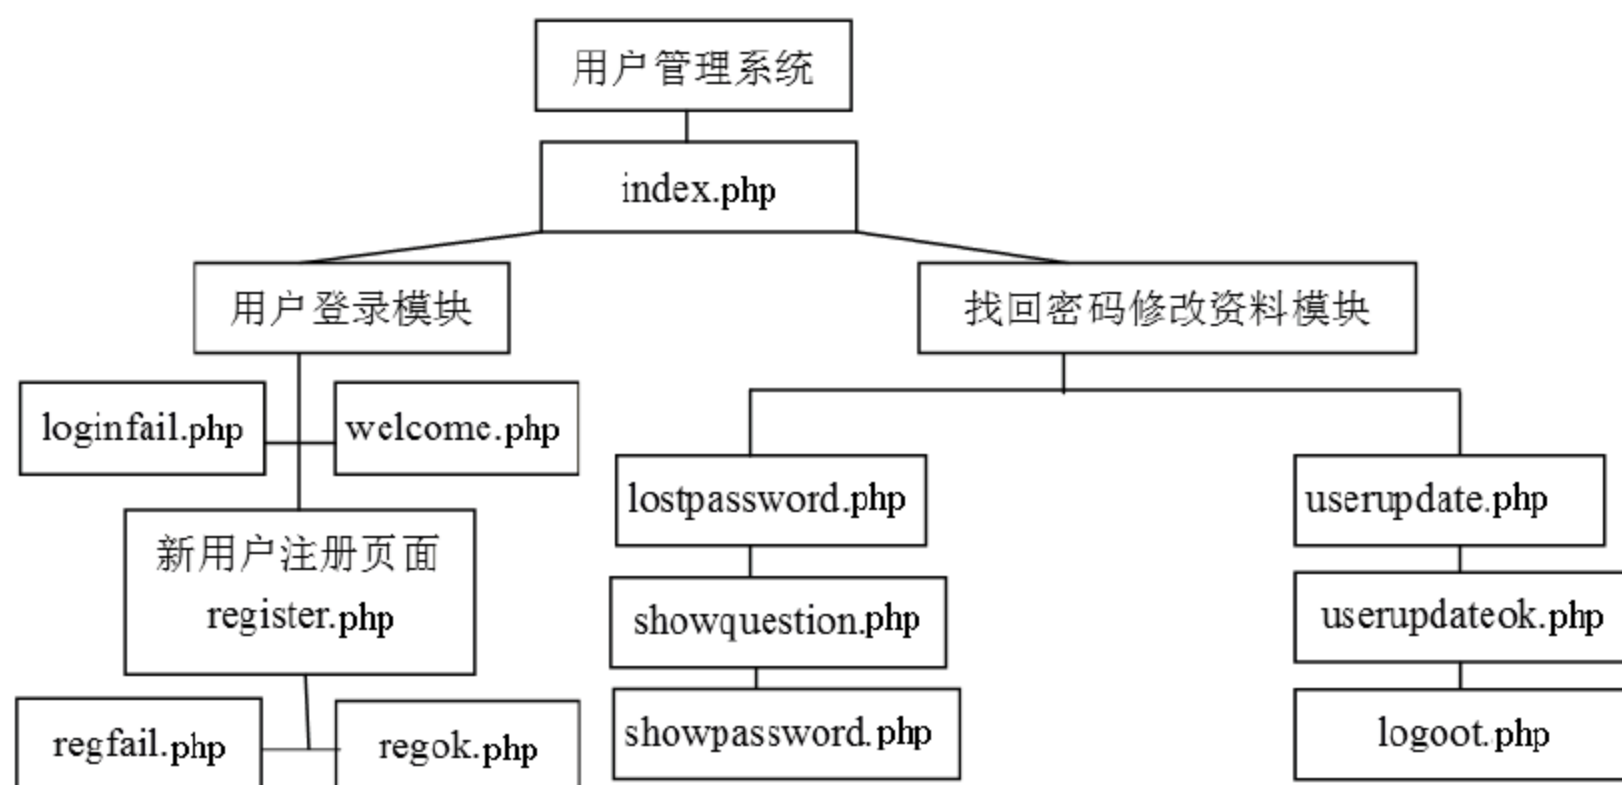 用户管理系统
index.php
用户登录模块
找回密码修改资料模块
loginfail.php
welcome.php
lostpassword.php
userupdate.php
新用户注册页面
register.php
showquestion.php
userupdateok.php
regfail.php
regok.php
showpassword.php
logoot.php